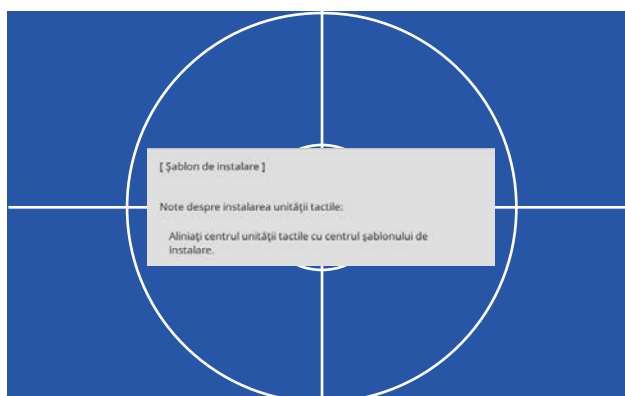 [ Şablon de instalare ]
Note despre instalarea unităţii tactile:
Aliniaţi centrul unităţii tactile cu centrul şablonului de
instalare.